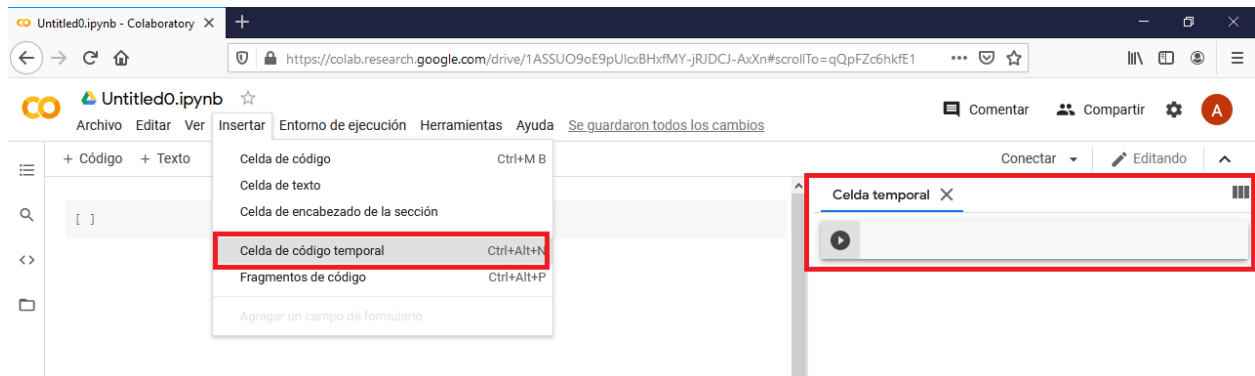 Untitled0.ipynb - Colaboratory
https://colab.research.google.com/drive/1ASSUO9oE9pUlcxBHxfMY-jRJDCJ-AxXn#scrollTo=qQpFZc6hkfE1
Untitled0.ipynb
Archivo Editar Ver Insertar Entorno de ejecución Herramientas Ayuda Se guardaron todos los cambios
Comentar Compartir A
+ Código + Texto
Conectar Editando
Celda de código Ctrl+M B
Celda de texto
Celda de encabezado de la sección
Celda de código temporal Ctrl+Alt+N
Fragmentos de código Ctrl+Alt+P
Agregar un campo de formulario
[ ]
Celda temporal